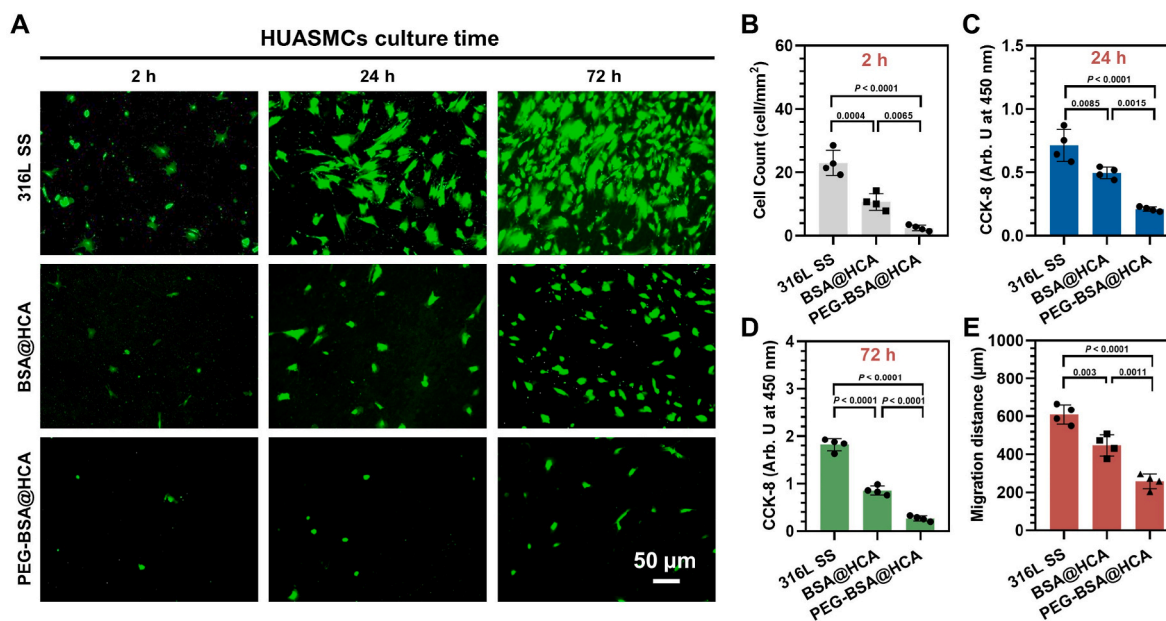 A
HUASMCs culture time
2 h
24 h
72 h
316L SS
BSA@HCA
PEG-BSA@HCA
50 µm
B
Cell Count (cell/mm²)
60
40
20
0
2 h
P < 0.0001
0.0004
0.0065
316L SS
BSA@HCA
PEG-BSA@HCA
C
CCK-8 (Arb. U at 450 nm)
1.5
1.0
0.5
0.0
24 h
P < 0.0001
0.0085
0.0015
316L SS
BSA@HCA
PEG-BSA@HCA
D
CCK-8 (Arb. U at 450 nm)
4
3
2
1
0
72 h
P < 0.0001
P < 0.0001
P < 0.0001
316L SS
BSA@HCA
PEG-BSA@HCA
E
Migration distance (µm)
1000
800
600
400
200
0
P < 0.0001
0.003
0.0011
316L SS
BSA@HCA
PEG-BSA@HCA